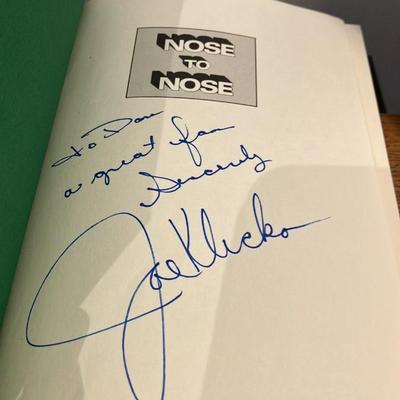 NOSE
TO
NOSE
To Dan
a great fan
Sincerely
Joe Klecko